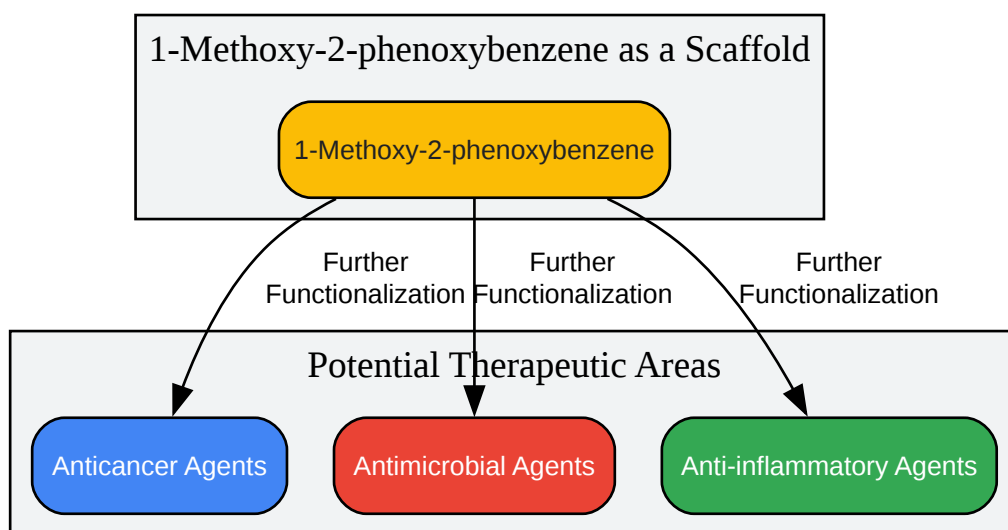 1-Methoxy-2-phenoxybenzene as a Scaffold
1-Methoxy-2-phenoxybenzene
Further
Functionalization
Further
Functionalization
Further
Functionalization
Potential Therapeutic Areas
Anticancer Agents
Antimicrobial Agents
Anti-inflammatory Agents